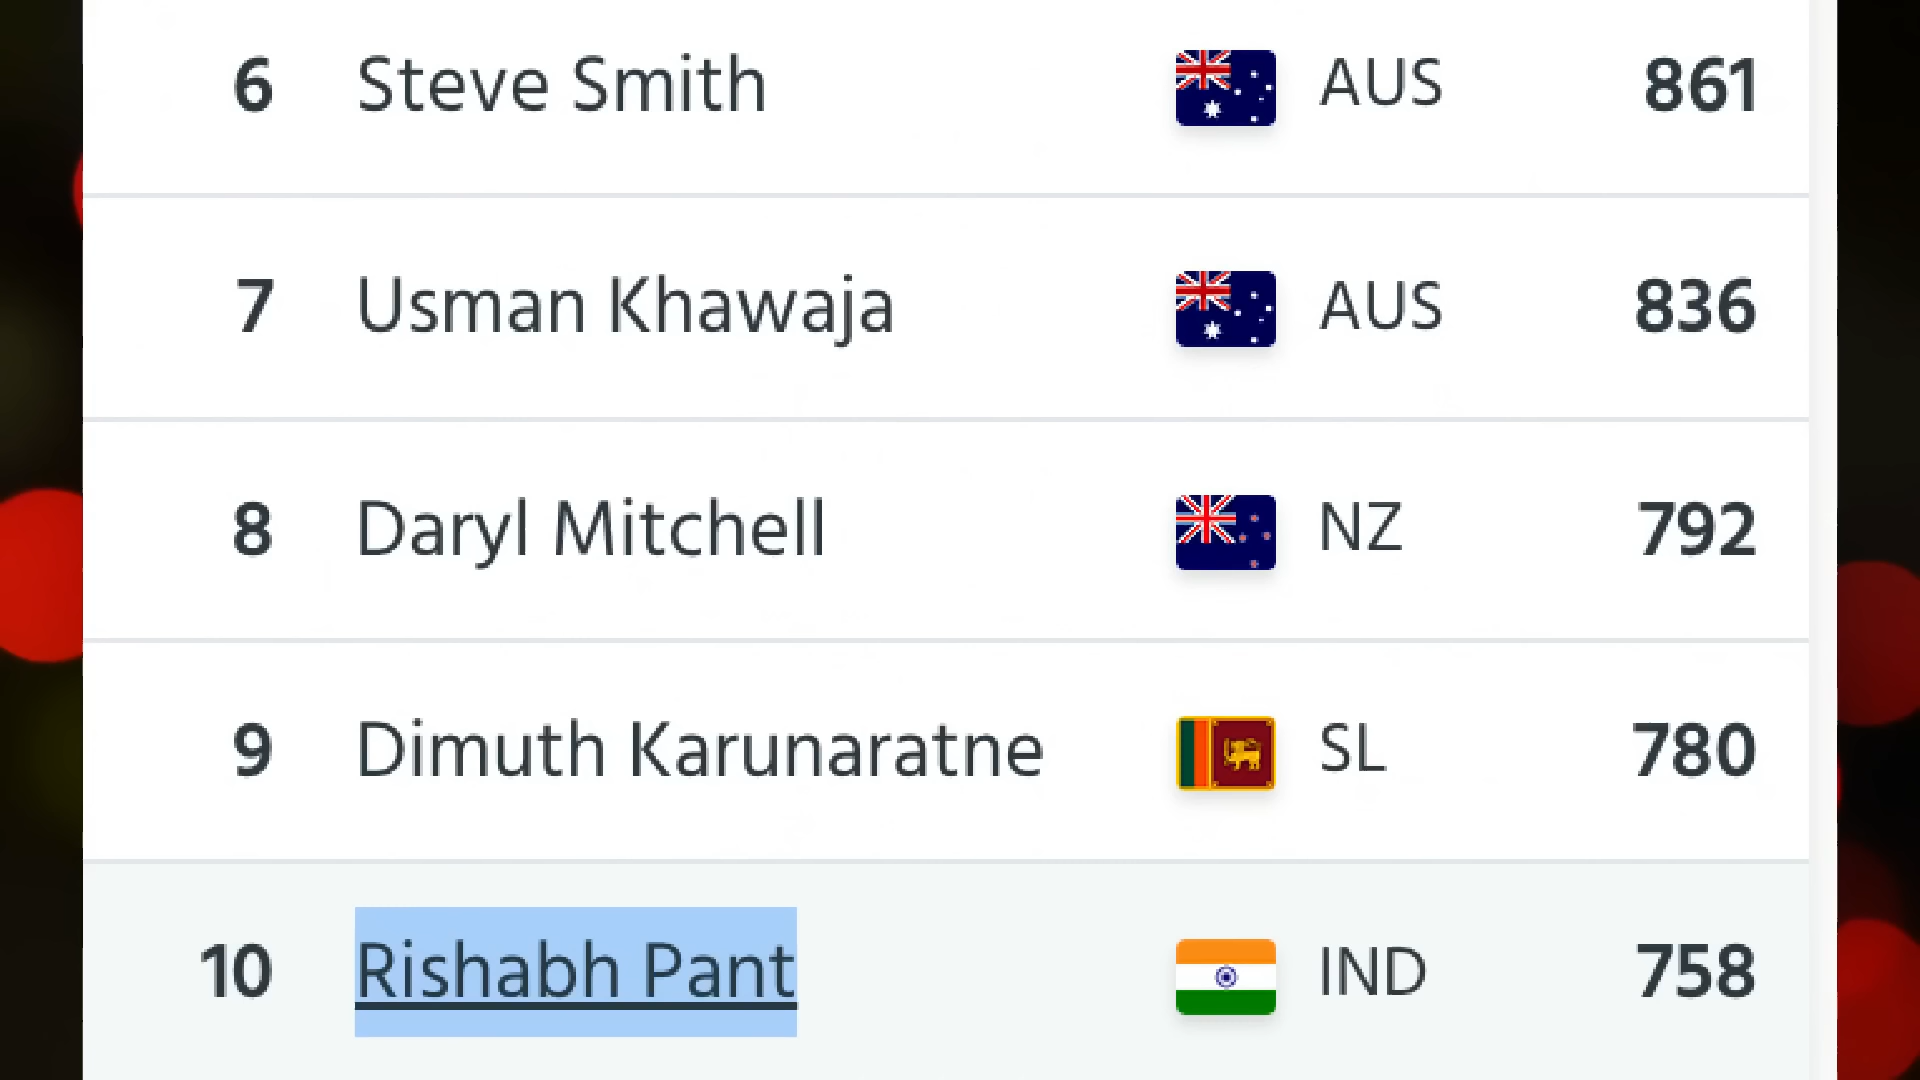 6 Steve Smith AUS 861
7 Usman Khawaja AUS 836
8 Daryl Mitchell NZ 792
9 Dimuth Karunaratne SL 780
10 Rishabh Pant IND 758